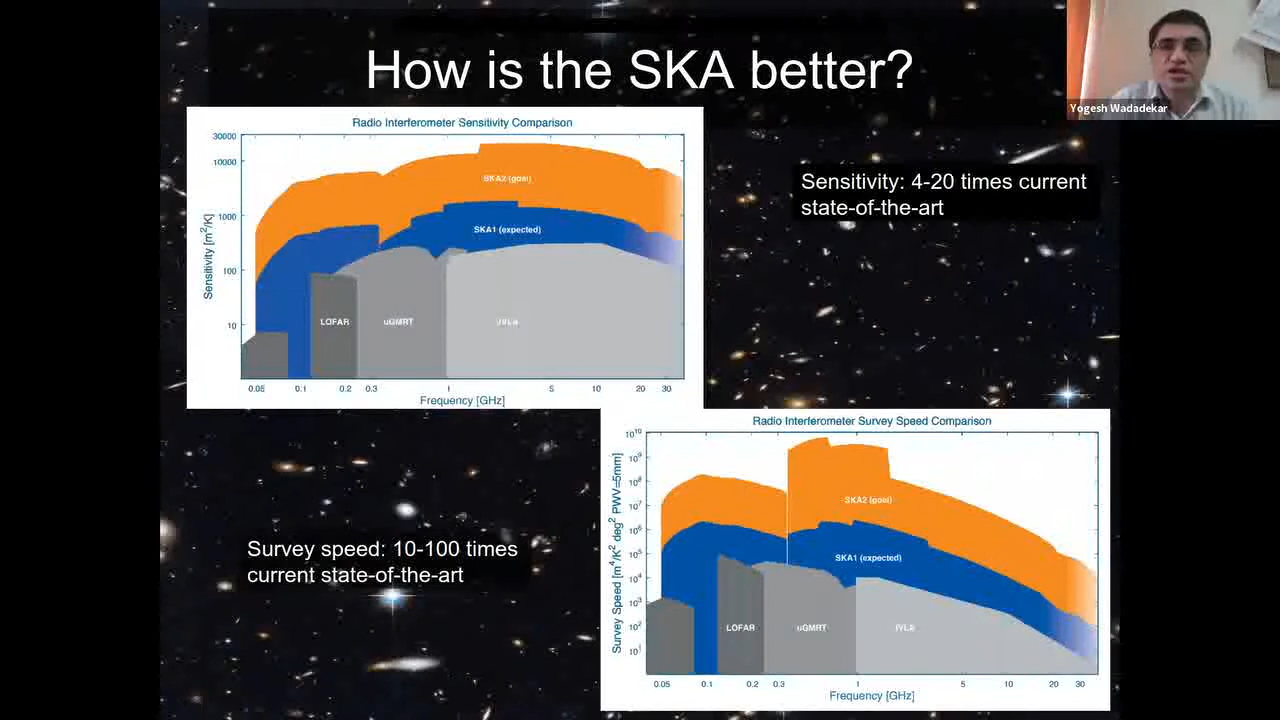 How is the SKA better?
Yogesh Wadadekar
Radio Interferometer Sensitivity Comparison
30000
10000
1000
100
10
Sensitivity [m²/K]
SKA2 (goal)
SKA1 (expected)
LOFAR
uGMRT
JVLA
0.05 0.1 0.2 0.3 1 5 10 20 30
Frequency [GHz]
Sensitivity: 4-20 times current
state-of-the-art
Survey speed: 10-100 times
current state-of-the-art
Radio Interferometer Survey Speed Comparison
10¹⁰
10⁹
10⁸
10⁷
10⁶
10⁵
10⁴
10³
10²
10¹
Survey Speed [m⁴/K² deg² PWV=5mm]
SKA2 (goal)
SKA1 (expected)
LOFAR
uGMRT
JVLA
0.05 0.1 0.2 0.3 1 5 10 20 30
Frequency [GHz]